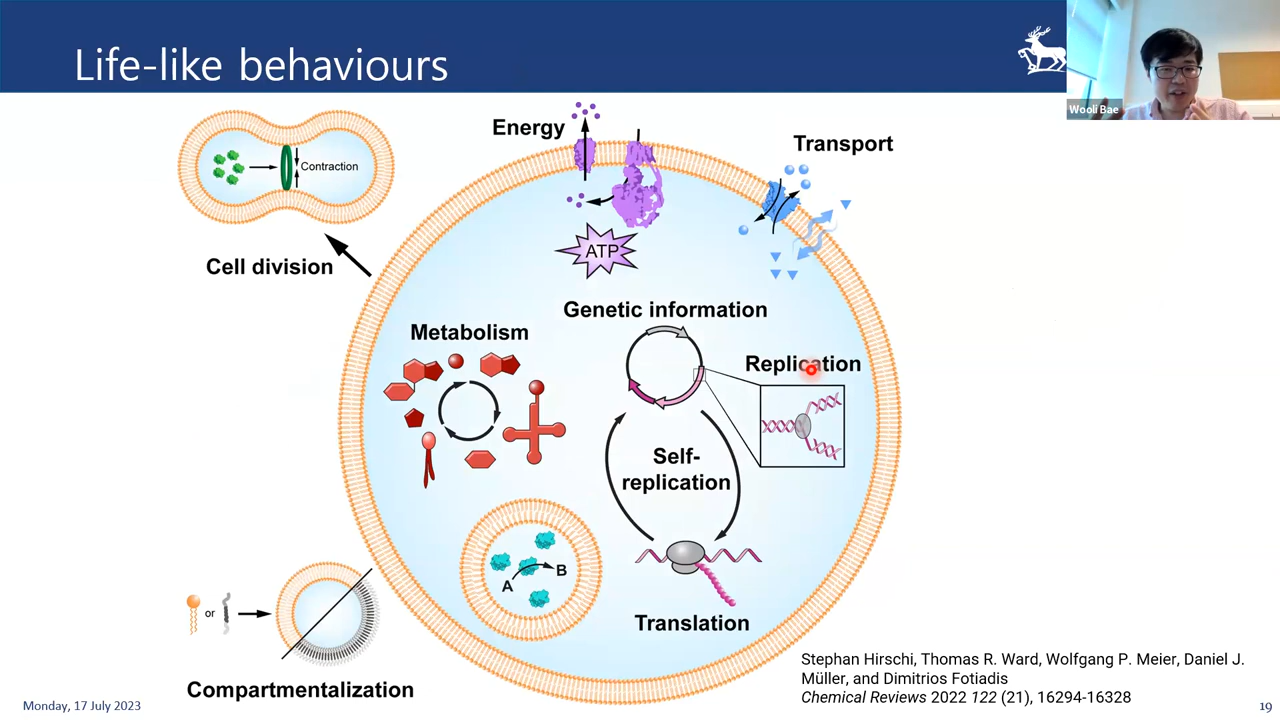 Life-like behaviours
Wooli Bae
Energy
Transport
Contraction
Cell division
ATP
Genetic information
Metabolism
Replication
Self-
replication
A
B
or
Translation
Compartmentalization
Stephan Hirschi, Thomas R. Ward, Wolfgang P. Meier, Daniel J.
Müller, and Dimitrios Fotiadis
Chemical Reviews 2022 122 (21), 16294-16328
Monday, 17 July 2023
19